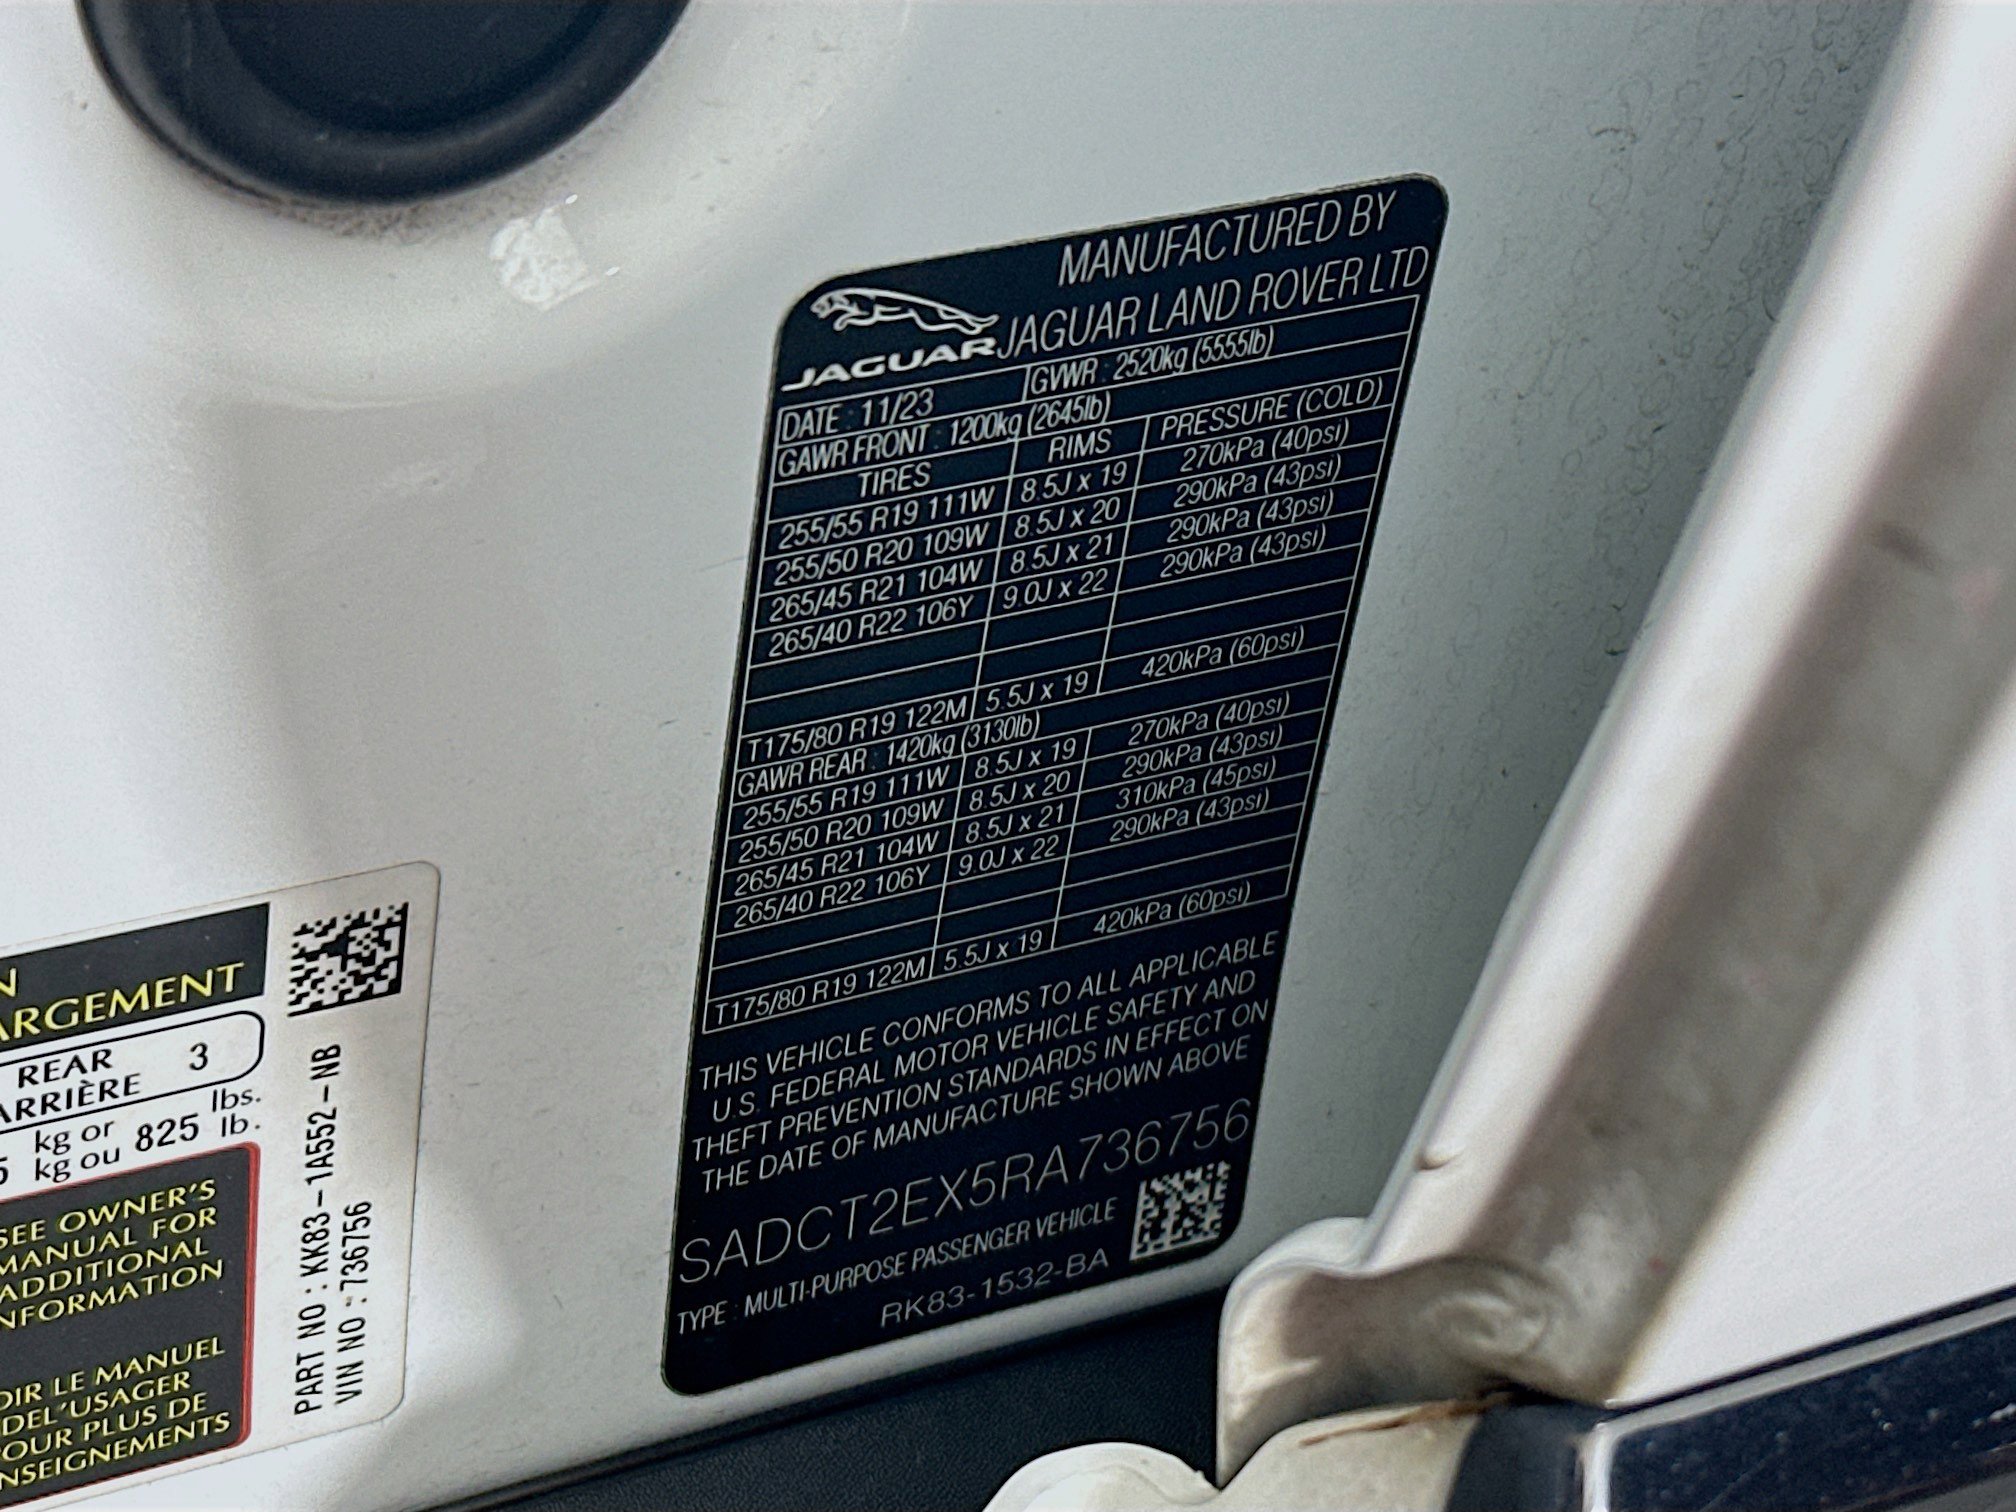 MANUFACTURED BY
JAGUAR LAND ROVER LTD
JAGUAR
DATE : 11/23 GVWR : 2520kg (5555lb)
GAWR FRONT : 1200kg (2645lb)
TIRES RIMS PRESSURE (COLD)
255/55 R19 111W 8.5J x 19 270kPa (40psi)
255/50 R20 109W 8.5J x 20 290kPa (43psi)
265/45 R21 104W 8.5J x 21 290kPa (43psi)
265/40 R22 106Y 9.0J x 22 290kPa (43psi)
T175/80 R19 122M 5.5J x 19 420kPa (60psi)
GAWR REAR : 1420kg (3130lb)
255/55 R19 111W 8.5J x 19 270kPa (40psi)
255/50 R20 109W 8.5J x 20 290kPa (43psi)
265/45 R21 104W 8.5J x 21 310kPa (45psi)
265/40 R22 106Y 9.0J x 22 290kPa (43psi)
T175/80 R19 122M 5.5J x 19 420kPa (60psi)
THIS VEHICLE CONFORMS TO ALL APPLICABLE
U.S. FEDERAL MOTOR VEHICLE SAFETY AND
THEFT PREVENTION STANDARDS IN EFFECT ON
THE DATE OF MANUFACTURE SHOWN ABOVE
SADCT2EX5RA736756
TYPE : MULTI-PURPOSE PASSENGER VEHICLE
RK83-1532-BA
N
ARGEMENT
REAR 3
ARRIÈRE
5 kg or 825 lbs.
kg ou lb.
SEE OWNER'S
MANUAL FOR
ADDITIONAL
NFORMATION
OIR LE MANUEL
DEL'USAGER
OUR PLUS DE
NSEIGNEMENTS
PART NO : KK83-1A552-NB
VIN NO : 736756